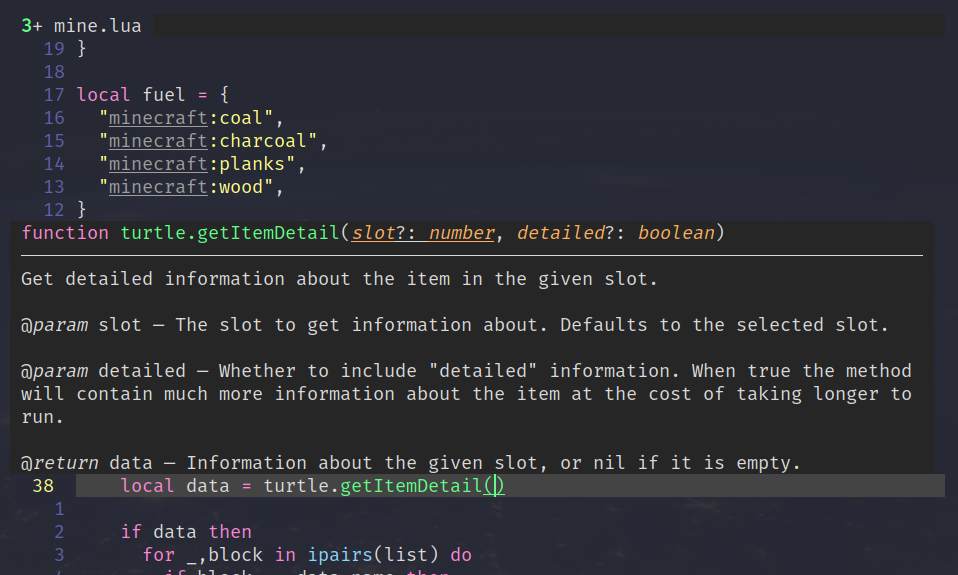 3+ mine.lua
19 }
18
17 local fuel = {
16 "minecraft:coal",
15 "minecraft:charcoal",
14 "minecraft:planks",
13 "minecraft:wood",
12 }
function turtle.getItemDetail(slot?: number, detailed?: boolean)
Get detailed information about the item in the given slot.
@param slot — The slot to get information about. Defaults to the selected slot.
@param detailed — Whether to include "detailed" information. When true the method
will contain much more information about the item at the cost of taking longer to
run.
@return data — Information about the given slot, or nil if it is empty.
38 local data = turtle.getItemDetail()
1
2 if data then
3 for _,block in ipairs(list) do